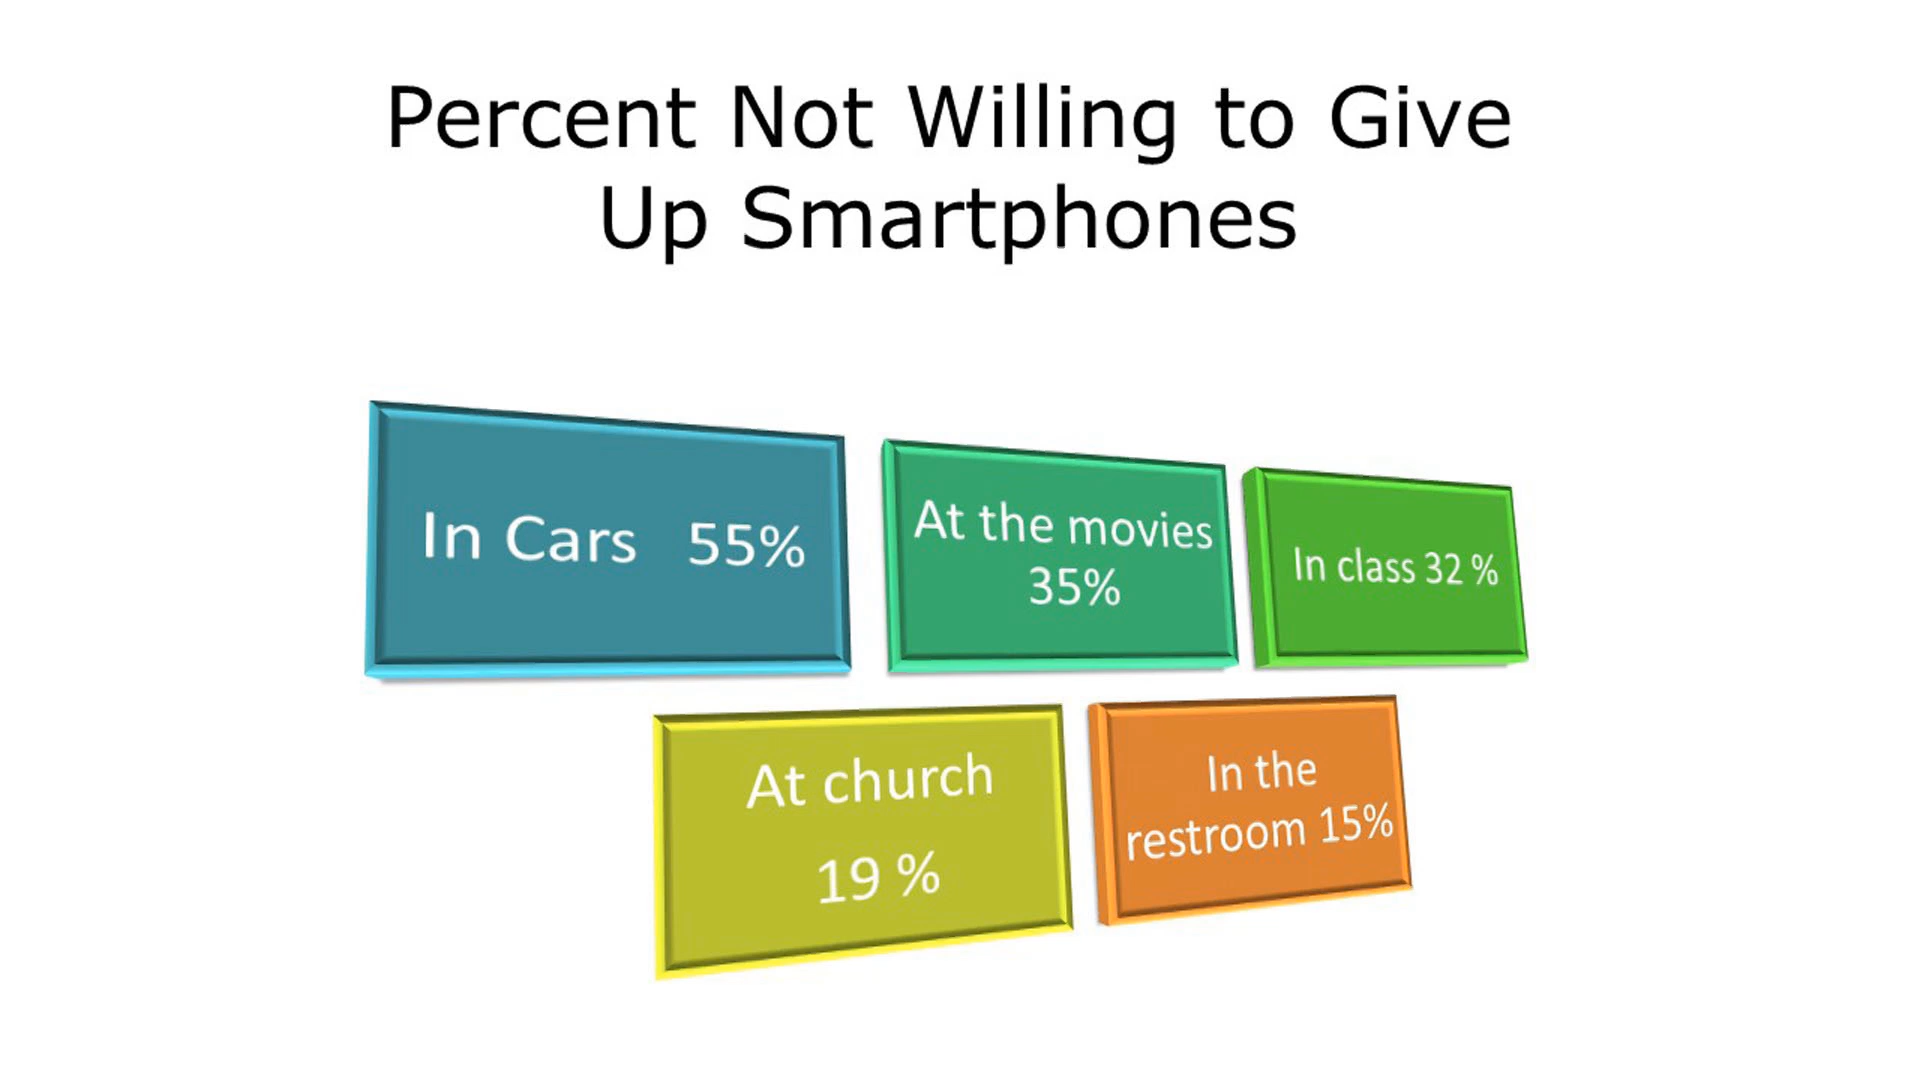 Percent Not Willing to Give
Up Smartphones
In Cars 55%
At the movies
35%
In class 32 %
At church
19 %
In the
restroom 15%